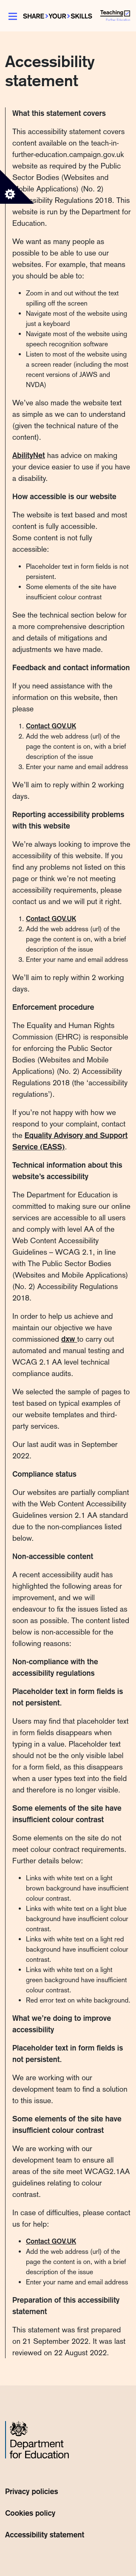 SHARE>YOUR>SKILLS
Teaching
Accessibility
statement
What this statement covers
This accessibility statement covers
content available on the teach-in-
further-education.campaign.gov.uk
website as required by the Public
Sector Bodies (Websites and
Mobile Applications) (No. 2)
Accessibility Regulations 2018. This
website is run by the Department for
Education.
We want as many people as
possible to be able to use our
websites. For example, that means
you should be able to:
• Zoom in and out without the text
spilling off the screen
• Navigate most of the website using
just a keyboard
• Navigate most of the website using
speech recognition software
• Listen to most of the website using
a screen reader (including the most
recent versions of JAWS and
NVDA)
We've also made the website text
as simple as we can to understand
(given the technical nature of the
content).
AbilityNet has advice on making
your device easier to use if you have
a disability.
How accessible is our website
The website is text based and most
content is fully accessible.
Some content is not fully
accessible:
• Placeholder text in form fields is not
persistent.
• Some elements of the site have
insufficient colour contrast
See the technical section below for
a more comprehensive description
and details of mitigations and
adjustments we have made.
Feedback and contact information
If you need assistance with the
information on this website, then
please
1. Contact GOV.UK
2. Add the web address (url) of the
page the content is on, with a brief
description of the issue
3. Enter your name and email address
We'll aim to reply within 2 working
days.
Reporting accessibility problems
with this website
We're always looking to improve the
accessibility of this website. If you
find any problems not listed on this
page or think we're not meeting
accessibility requirements, please
contact us and we will put it right.
1. Contact GOV.UK
2. Add the web address (url) of the
page the content is on, with a brief
description of the issue
3. Enter your name and email address
We'll aim to reply within 2 working
days.
Enforcement procedure
The Equality and Human Rights
Commission (EHRC) is responsible
for enforcing the Public Sector
Bodies (Websites and Mobile
Applications) (No. 2) Accessibility
Regulations 2018 (the 'accessibility
regulations').
If you're not happy with how we
respond to your complaint, contact
the Equality Advisory and Support
Service (EASS).
Technical information about this
website's accessibility
The Department for Education is
committed to making sure our online
services are accessible to all users
and comply with level AA of the
Web Content Accessibility
Guidelines – WCAG 2.1, in line
with The Public Sector Bodies
(Websites and Mobile Applications)
(No. 2) Accessibility Regulations
2018.
In order to help us achieve and
maintain our objective we have
commissioned dxw to carry out
automated and manual testing and
WCAG 2.1 AA level technical
compliance audits.
We selected the sample of pages to
test based on typical examples of
our website templates and third-
party services.
Our last audit was in September
2022.
Compliance status
Our websites are partially compliant
with the Web Content Accessibility
Guidelines version 2.1 AA standard
due to the non-compliances listed
below.
Non-accessible content
A recent accessibility audit has
highlighted the following areas for
improvement, and we will
endeavour to fix the issues listed as
soon as possible. The content listed
below is non-accessible for the
following reasons:
Non-compliance with the
accessibility regulations
Placeholder text in form fields is
not persistent.
Users may find that placeholder text
in form fields disappears when
typing in a value. Placeholder text
should not be the only visible label
for a form field, as this disappears
when a user types text into the field
and therefore is no longer visible.
Some elements of the site have
insufficient colour contrast
Some elements on the site do not
meet colour contract requirements.
Further details below:
• Links with white text on a light
brown background have insufficient
colour contrast.
• Links with white text on a light blue
background have insufficient colour
contrast.
• Links with white text on a light red
background have insufficient colour
contrast.
• Links with white text on a light
green background have insufficient
colour contrast.
• Red error text on white background.
What we're doing to improve
accessibility
Placeholder text in form fields is
not persistent.
We are working with our
development team to find a solution
to this issue.
Some elements of the site have
insufficient colour contrast
We are working with our
development team to ensure all
areas of the site meet WCAG2.1AA
guidelines relating to colour
contrast.
In case of difficulties, please contact
us for help:
• Contact GOV.UK
• Add the web address (url) of the
page the content is on, with a brief
description of the issue
• Enter your name and email address
Preparation of this accessibility
statement
This statement was first prepared
on 21 September 2022. It was last
reviewed on 22 August 2022.
Department
for Education
Privacy policies
Cookies policy
Accessibility statement